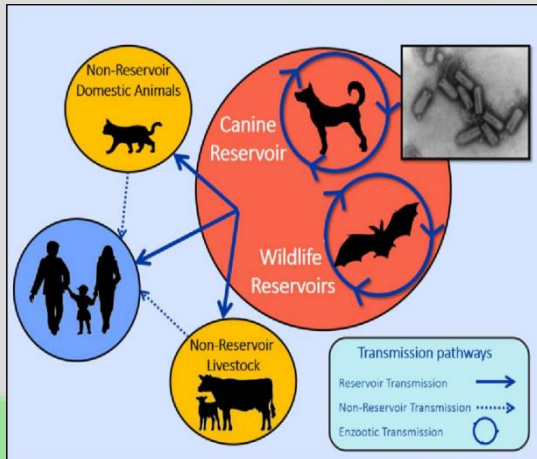 Non-Reservoir
Domestic Animals
Canine
Reservoir
Wildlife
Reservoirs
Non-Reservoir
Livestock
Transmission pathways
Reservoir Transmission
Non-Reservoir Transmission
Enzootic Transmission